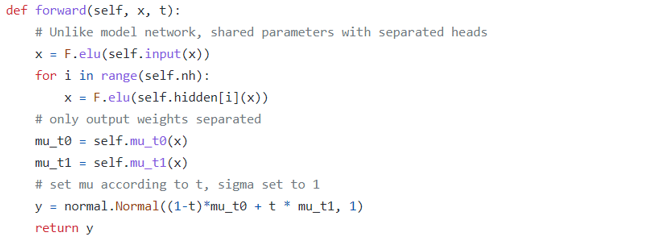 def forward(self, x, t):
    # Unlike model network, shared parameters with separated heads
    x = F.elu(self.input(x))
    for i in range(self.nh):
        x = F.elu(self.hidden[i](x))
    # only output weights separated
    mu_t0 = self.mu_t0(x)
    mu_t1 = self.mu_t1(x)
    # set mu according to t, sigma set to 1
    y = normal.Normal((1-t)*mu_t0 + t * mu_t1, 1)
    return y